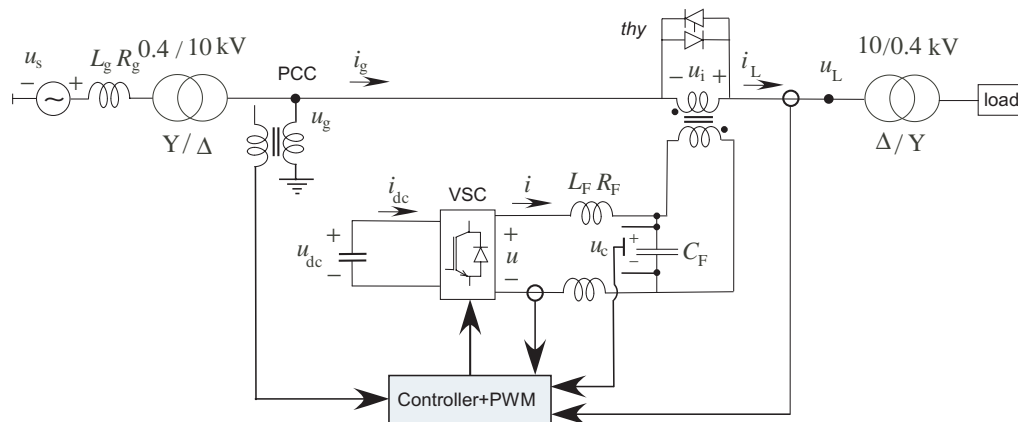 thy
0.4 / 10 kV
10/0.4 kV
u_s
L_g R_g
PCC
i_g
− u_i +
i_L
u_L
− +
load
Y / Δ
u_g
Δ / Y
VSC
L_F R_F
i_dc
i
+
u_dc
−
+
u
−
u_c
+
−
C_F
Controller+PWM